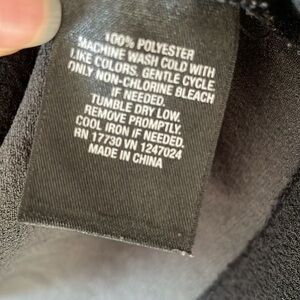 100% POLYESTER
MACHINE WASH COLD WITH
LIKE COLORS. GENTLE CYCLE.
ONLY NON-CHLORINE BLEACH
IF NEEDED.
TUMBLE DRY LOW.
REMOVE PROMPTLY.
COOL IRON IF NEEDED.
RN 17730 VN 1247024
MADE IN CHINA